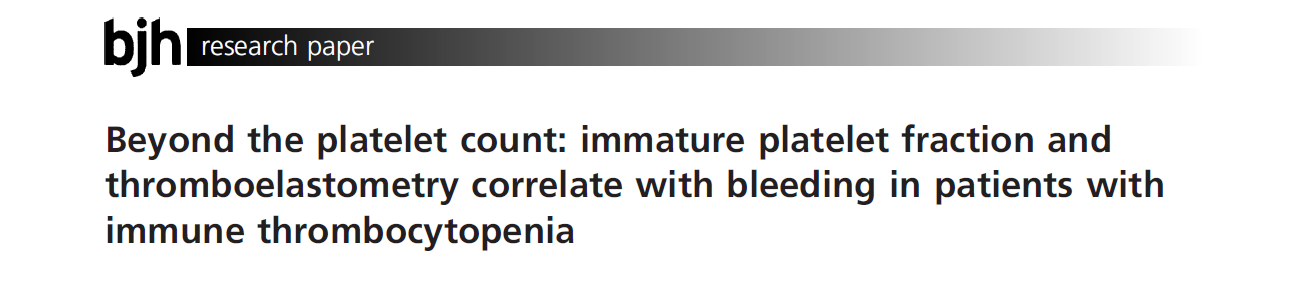 bjh research paper
Beyond the platelet count: immature platelet fraction and
thromboelastometry correlate with bleeding in patients with
immune thrombocytopenia